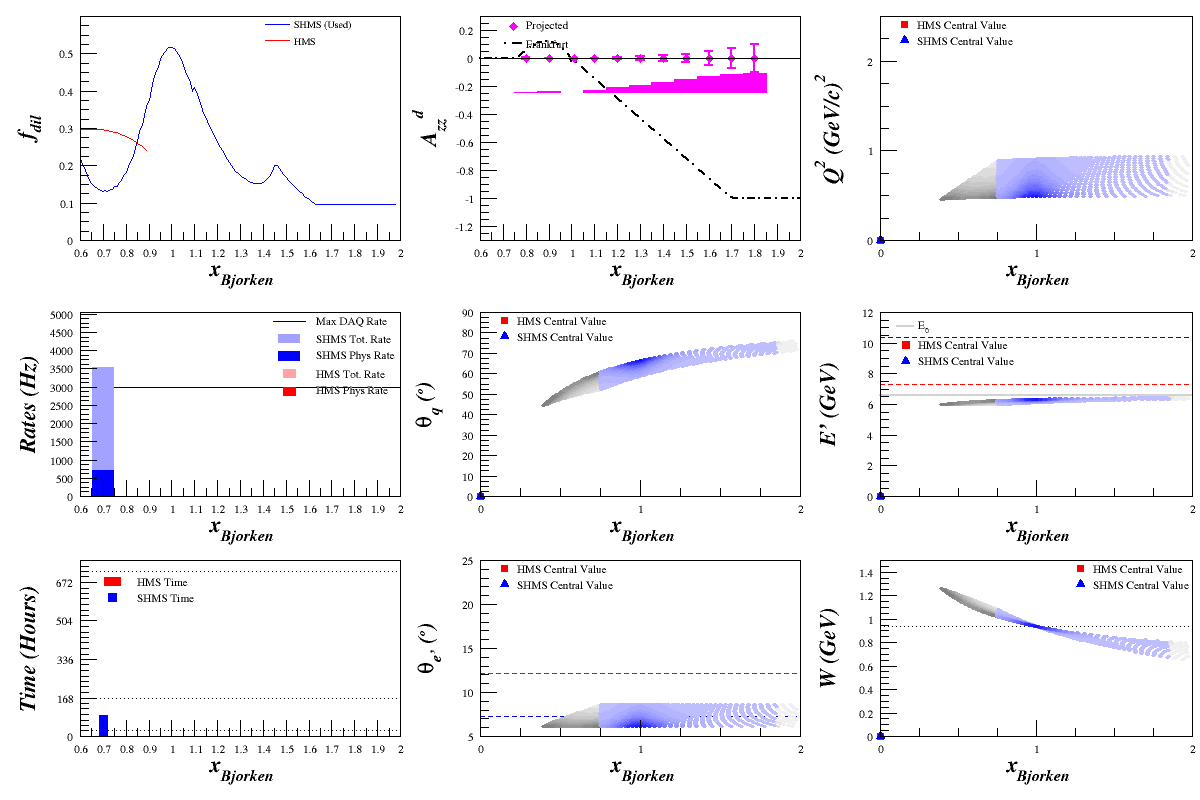 SHMS (Used)
HMS
0.5
0.4
0.3
0.2
0.1
0
f_dil
0.6 0.7 0.8 0.9 1 1.1 1.2 1.3 1.4 1.5 1.6 1.7 1.8 1.9 2
x_Bjorken
Projected
Frankfurt
0.2
0
-0.2
-0.4
-0.6
-0.8
-1
-1.2
A_zz^d
0.6 0.7 0.8 0.9 1 1.1 1.2 1.3 1.4 1.5 1.6 1.7 1.8 1.9 2
x_Bjorken
HMS Central Value
SHMS Central Value
2
1
0
Q^2 (GeV/c)^2
0 1 2
x_Bjorken
Max DAQ Rate
SHMS Tot. Rate
SHMS Phys Rate
HMS Tot. Rate
HMS Phys Rate
5000
4500
4000
3500
3000
2500
2000
1500
1000
500
0
Rates (Hz)
0.6 0.7 0.8 0.9 1 1.1 1.2 1.3 1.4 1.5 1.6 1.7 1.8 1.9 2
x_Bjorken
HMS Central Value
SHMS Central Value
90
80
70
60
50
40
30
20
10
0
θ_q (º)
0 1 2
x_Bjorken
E_0
HMS Central Value
SHMS Central Value
12
10
8
6
4
2
0
E' (GeV)
0 1 2
x_Bjorken
HMS Time
SHMS Time
672
504
336
168
0
Time (Hours)
0.6 0.7 0.8 0.9 1 1.1 1.2 1.3 1.4 1.5 1.6 1.7 1.8 1.9 2
x_Bjorken
HMS Central Value
SHMS Central Value
25
20
15
10
5
θ_e' (º)
0 1 2
x_Bjorken
HMS Central Value
SHMS Central Value
1.4
1.2
1
0.8
0.6
0.4
0.2
0
W (GeV)
0 1 2
x_Bjorken